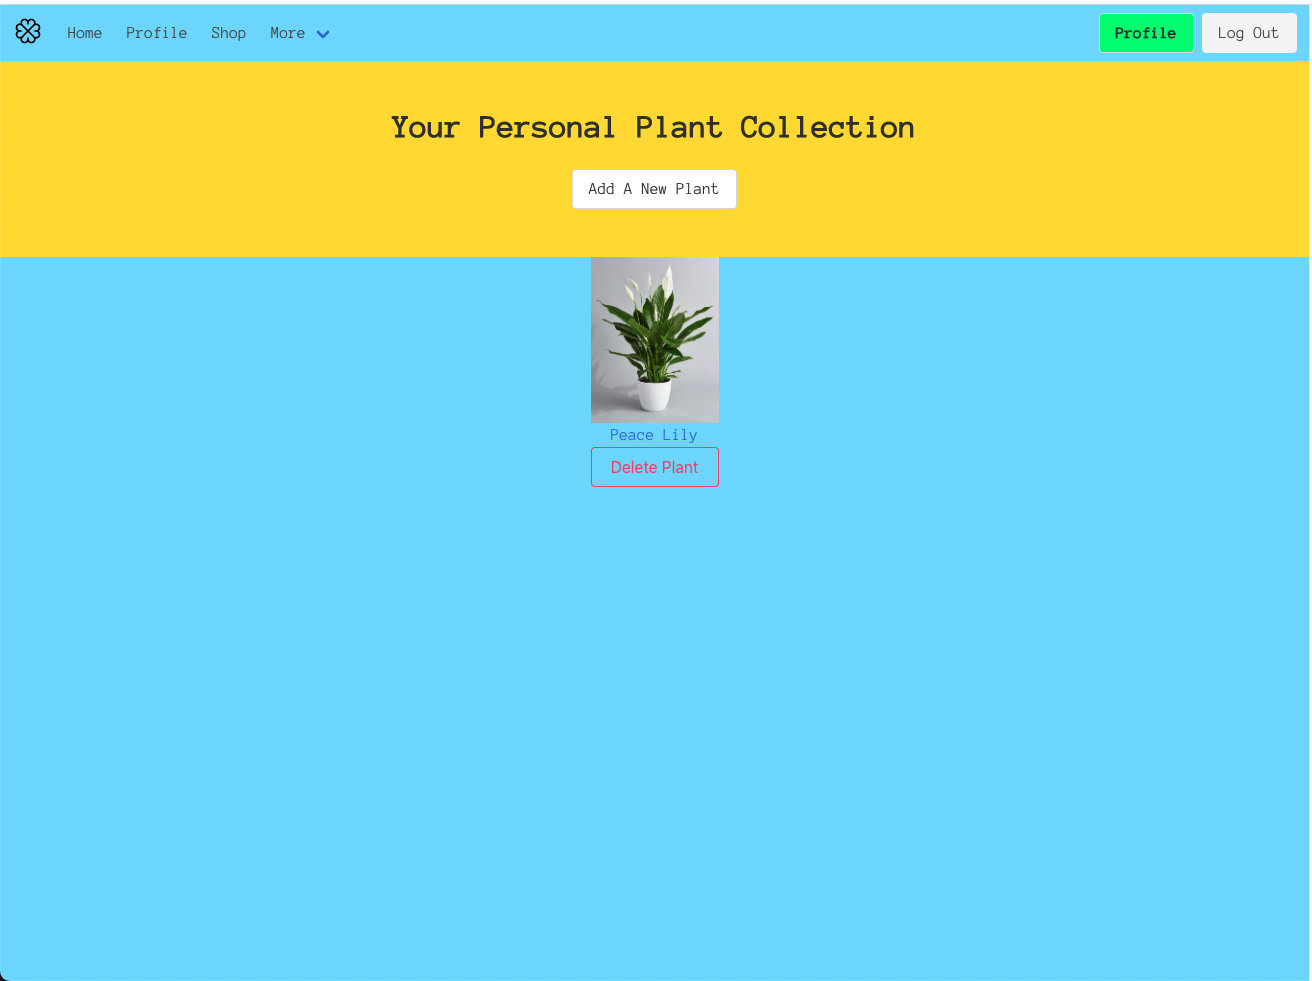 Home Profile Shop More Profile Log Out
Your Personal Plant Collection
Add A New Plant
Peace Lily
Delete Plant